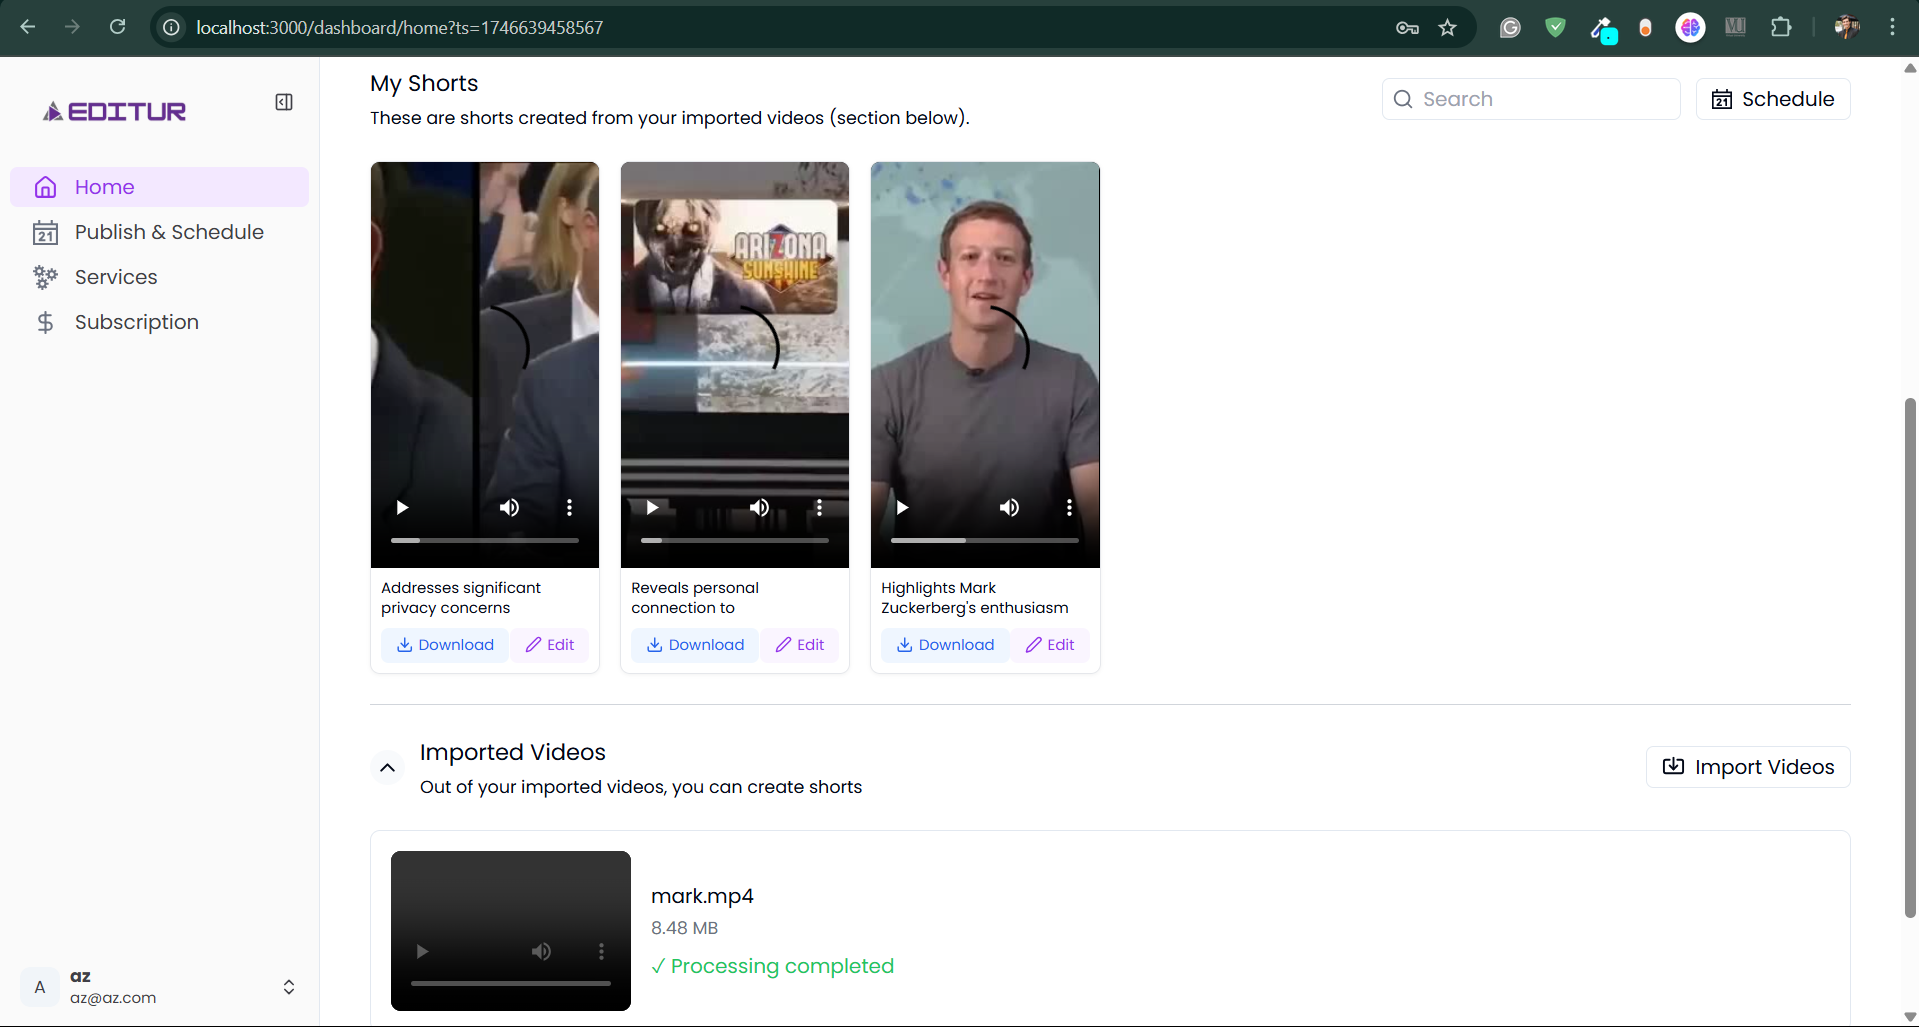 localhost:3000/dashboard/home?ts=1746639458567
EDITUR
Home
21 Publish & Schedule
Services
Subscription
A
az
az@az.com
My Shorts
These are shorts created from your imported videos (section below).
Search
21 Schedule
ARIZONA
SUNSHINE
Addresses significant
privacy concerns
Download Edit
Reveals personal
connection to
Download Edit
Highlights Mark
Zuckerberg's enthusiasm
Download Edit
Imported Videos
Out of your imported videos, you can create shorts
Import Videos
mark.mp4
8.48 MB
✓ Processing completed